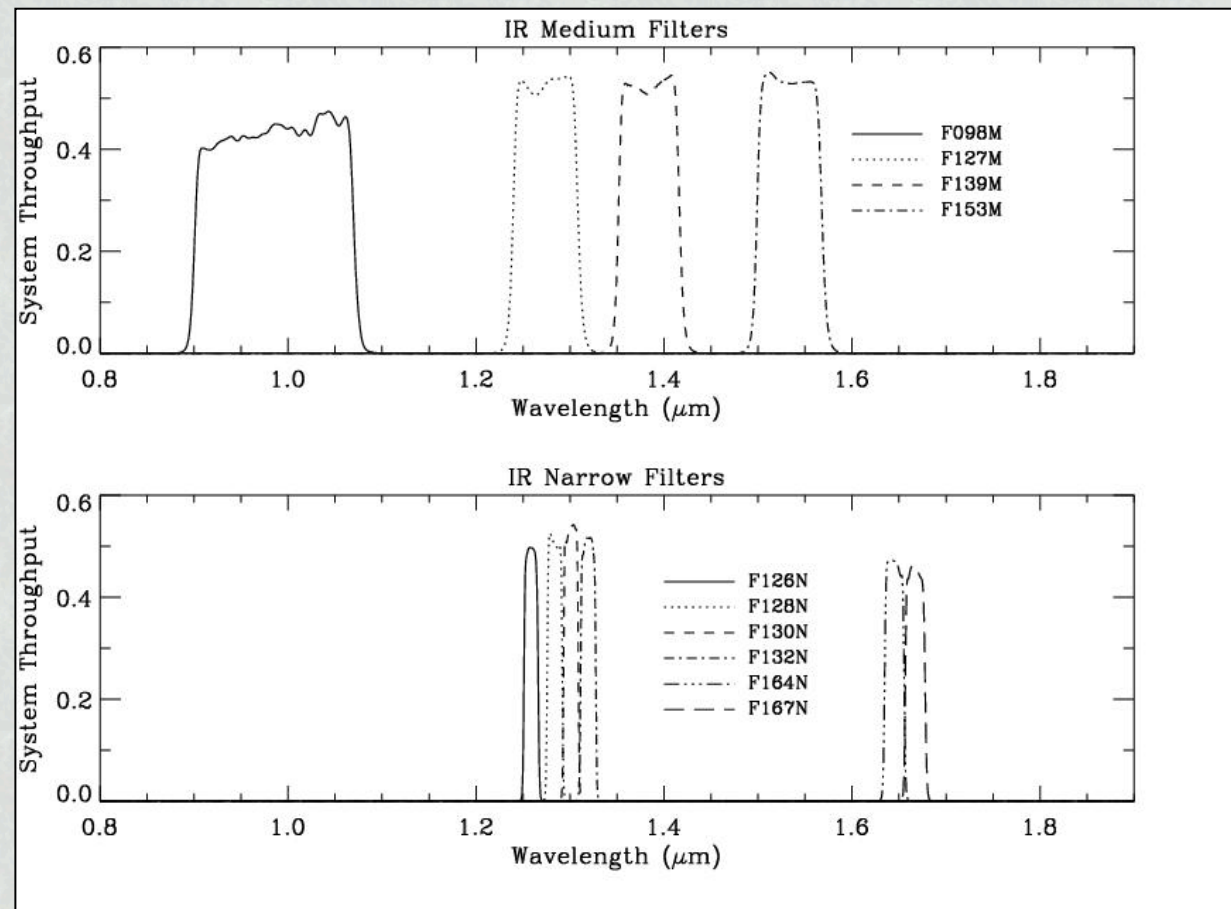 IR Medium Filters
System Throughput
0.6
0.4
0.2
0.0
F098M
F127M
F139M
F153M
0.8 1.0 1.2 1.4 1.6 1.8
Wavelength (μm)
IR Narrow Filters
System Throughput
0.6
0.4
0.2
0.0
F126N
F128N
F130N
F132N
F164N
F167N
0.8 1.0 1.2 1.4 1.6 1.8
Wavelength (μm)